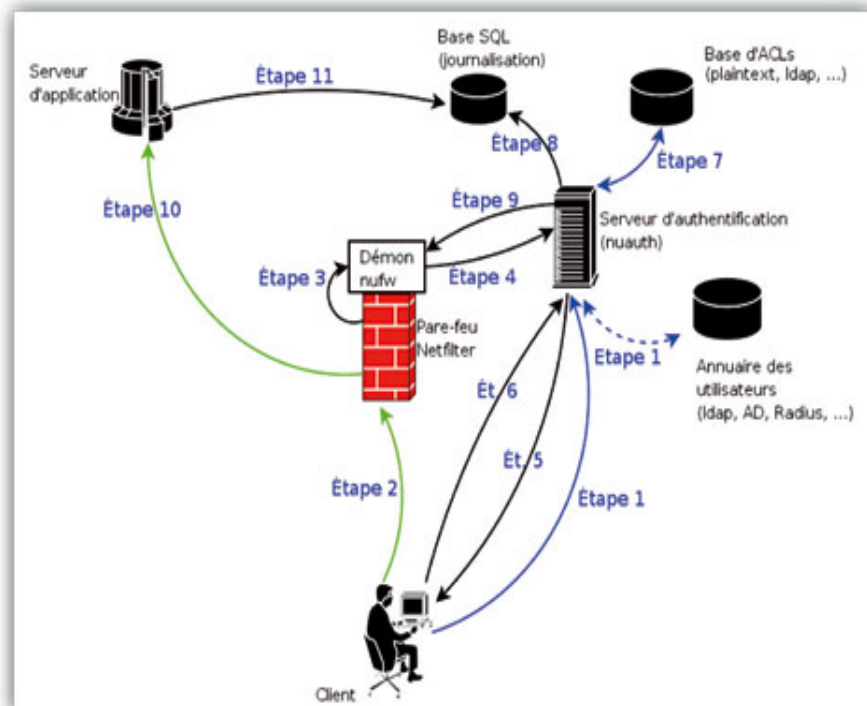 Base SQL
(journalisation)
Base d'ACLs
(plaintext, ldap, ...)
Serveur
d'application
Étape 11
Étape 8
Étape 7
Étape 10
Étape 9
Serveur d'authentification
(nuauth)
Démon
nufw
Étape 3
Étape 4
Pare-feu
Netfilter
Etape 1
Annuaire des
utilisateurs
(ldap, AD, Radius, ...)
Ét. 6
Ét. 5
Étape 2
Étape 1
Client